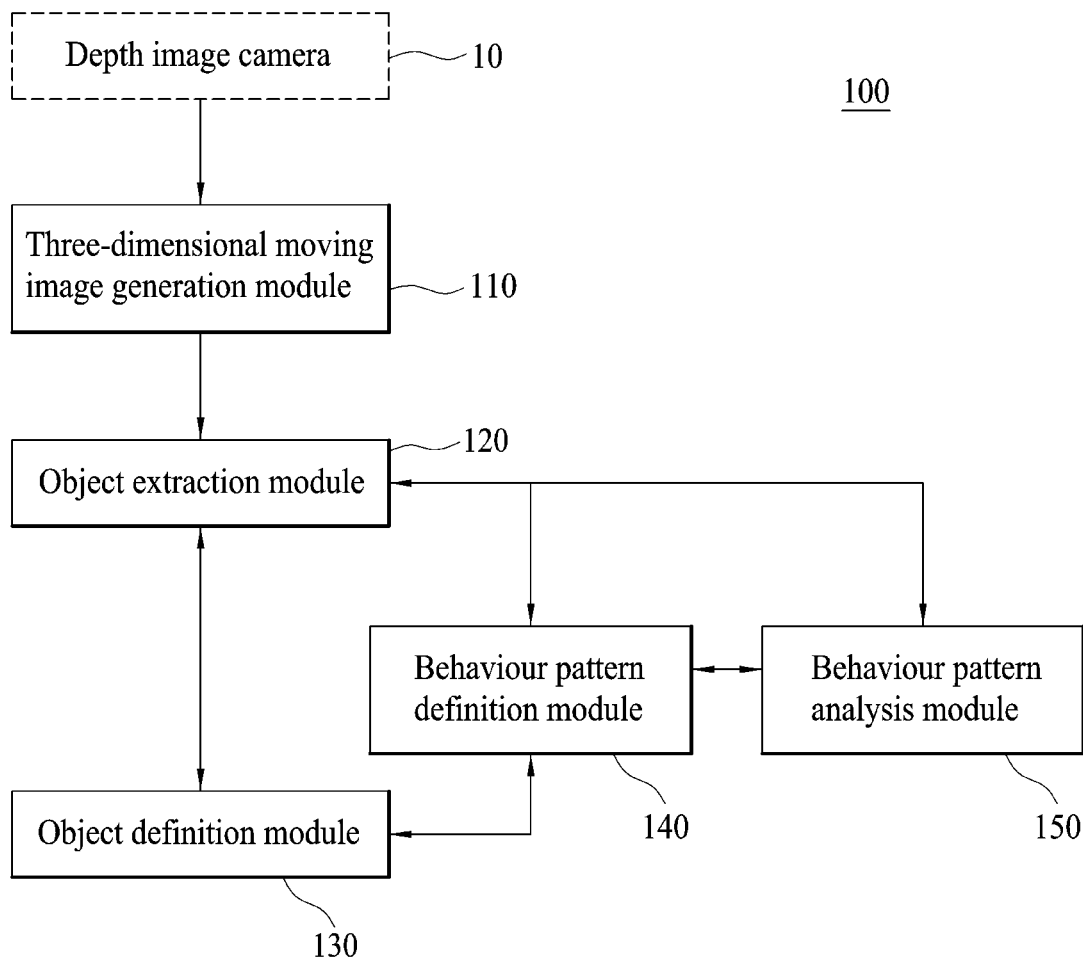 Depth image camera
10
100
Three-dimensional moving
image generation module
110
120
Object extraction module
Behaviour pattern
definition module
140
Behaviour pattern
analysis module
150
Object definition module
130